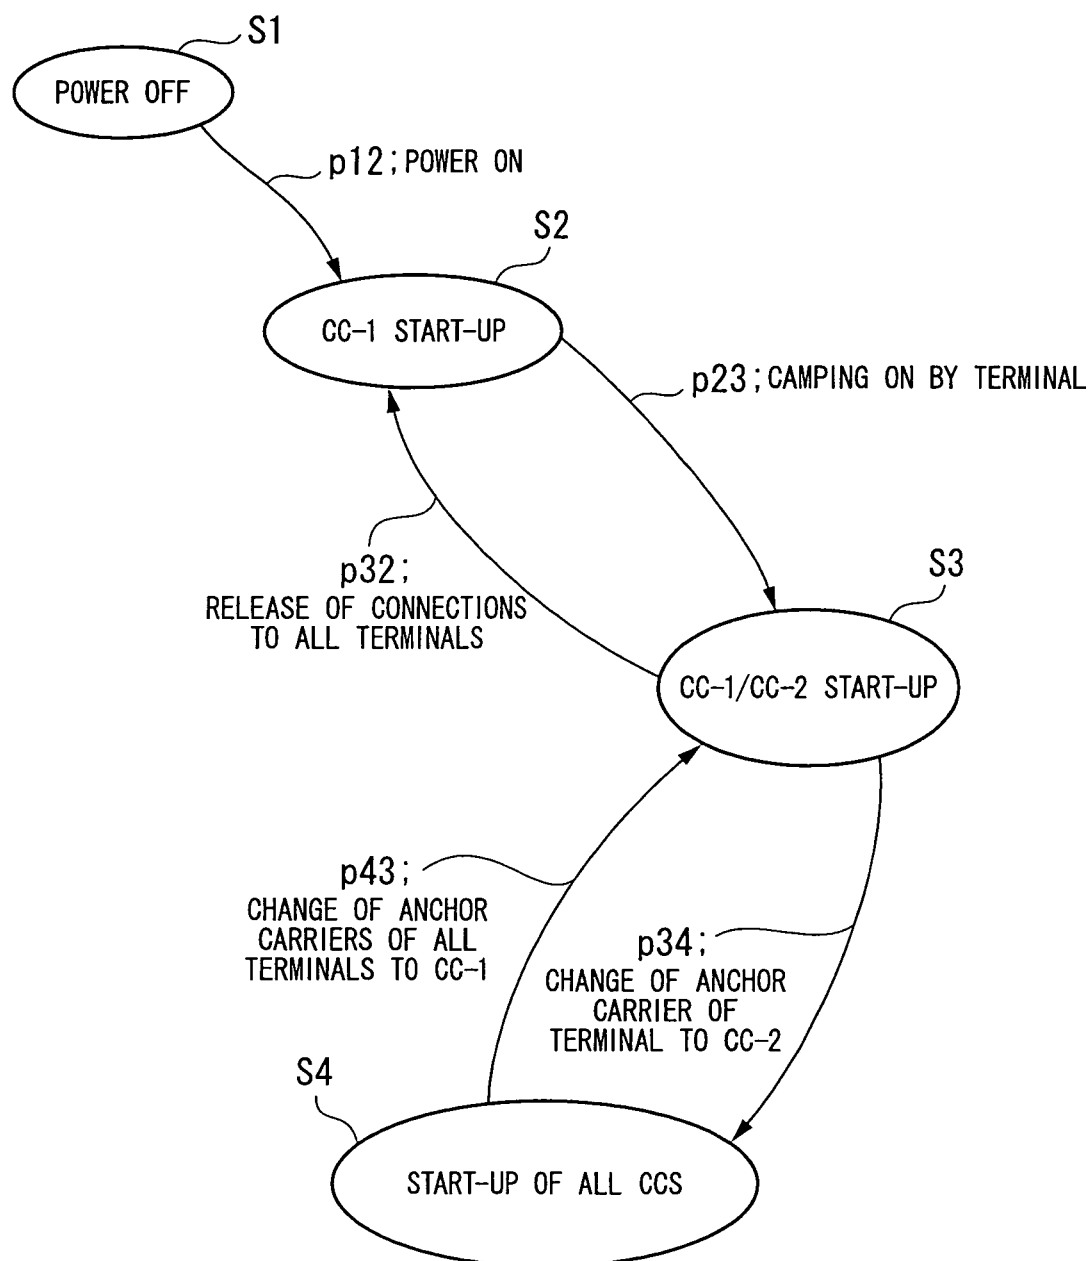 S1
POWER OFF
p12;POWER ON
S2
CC-1 START-UP
p23;CAMPING ON BY TERMINAL
p32;
RELEASE OF CONNECTIONS
TO ALL TERMINALS
S3
CC-1/CC-2 START-UP
p43;
CHANGE OF ANCHOR
CARRIERS OF ALL
TERMINALS TO CC-1
p34;
CHANGE OF ANCHOR
CARRIER OF
TERMINAL TO CC-2
S4
START-UP OF ALL CCS